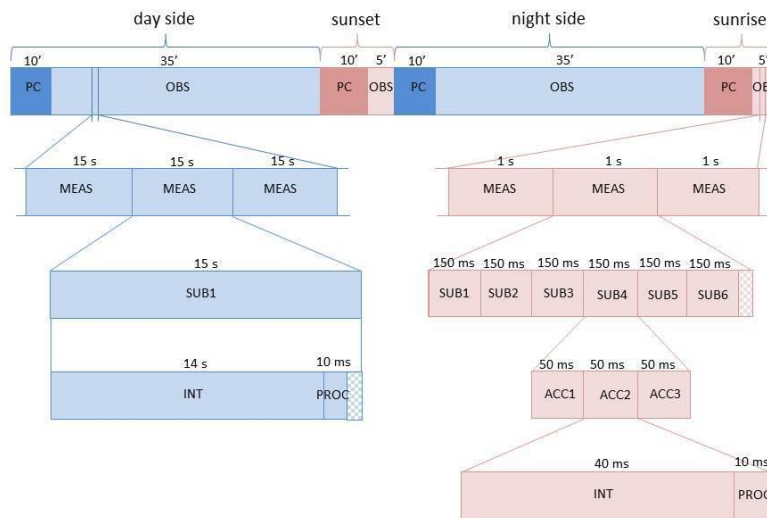 day side sunset night side sunrise
10’ 35’ 10’ 5’ 10’ 35’ 10’ 5’
PC OBS PC OBS PC OBS PC
15 s 15 s 15 s 1 s 1 s 1 s
MEAS MEAS MEAS MEAS MEAS MEAS
15 s 150 ms 150 ms 150 ms 150 ms 150 ms 150 ms
SUB1 SUB1 SUB2 SUB3 SUB4 SUB5 SUB6
14 s 10 ms 50 ms 50 ms 50 ms
INT PROC ACC1 ACC2 ACC3
40 ms 10 ms
INT PROC